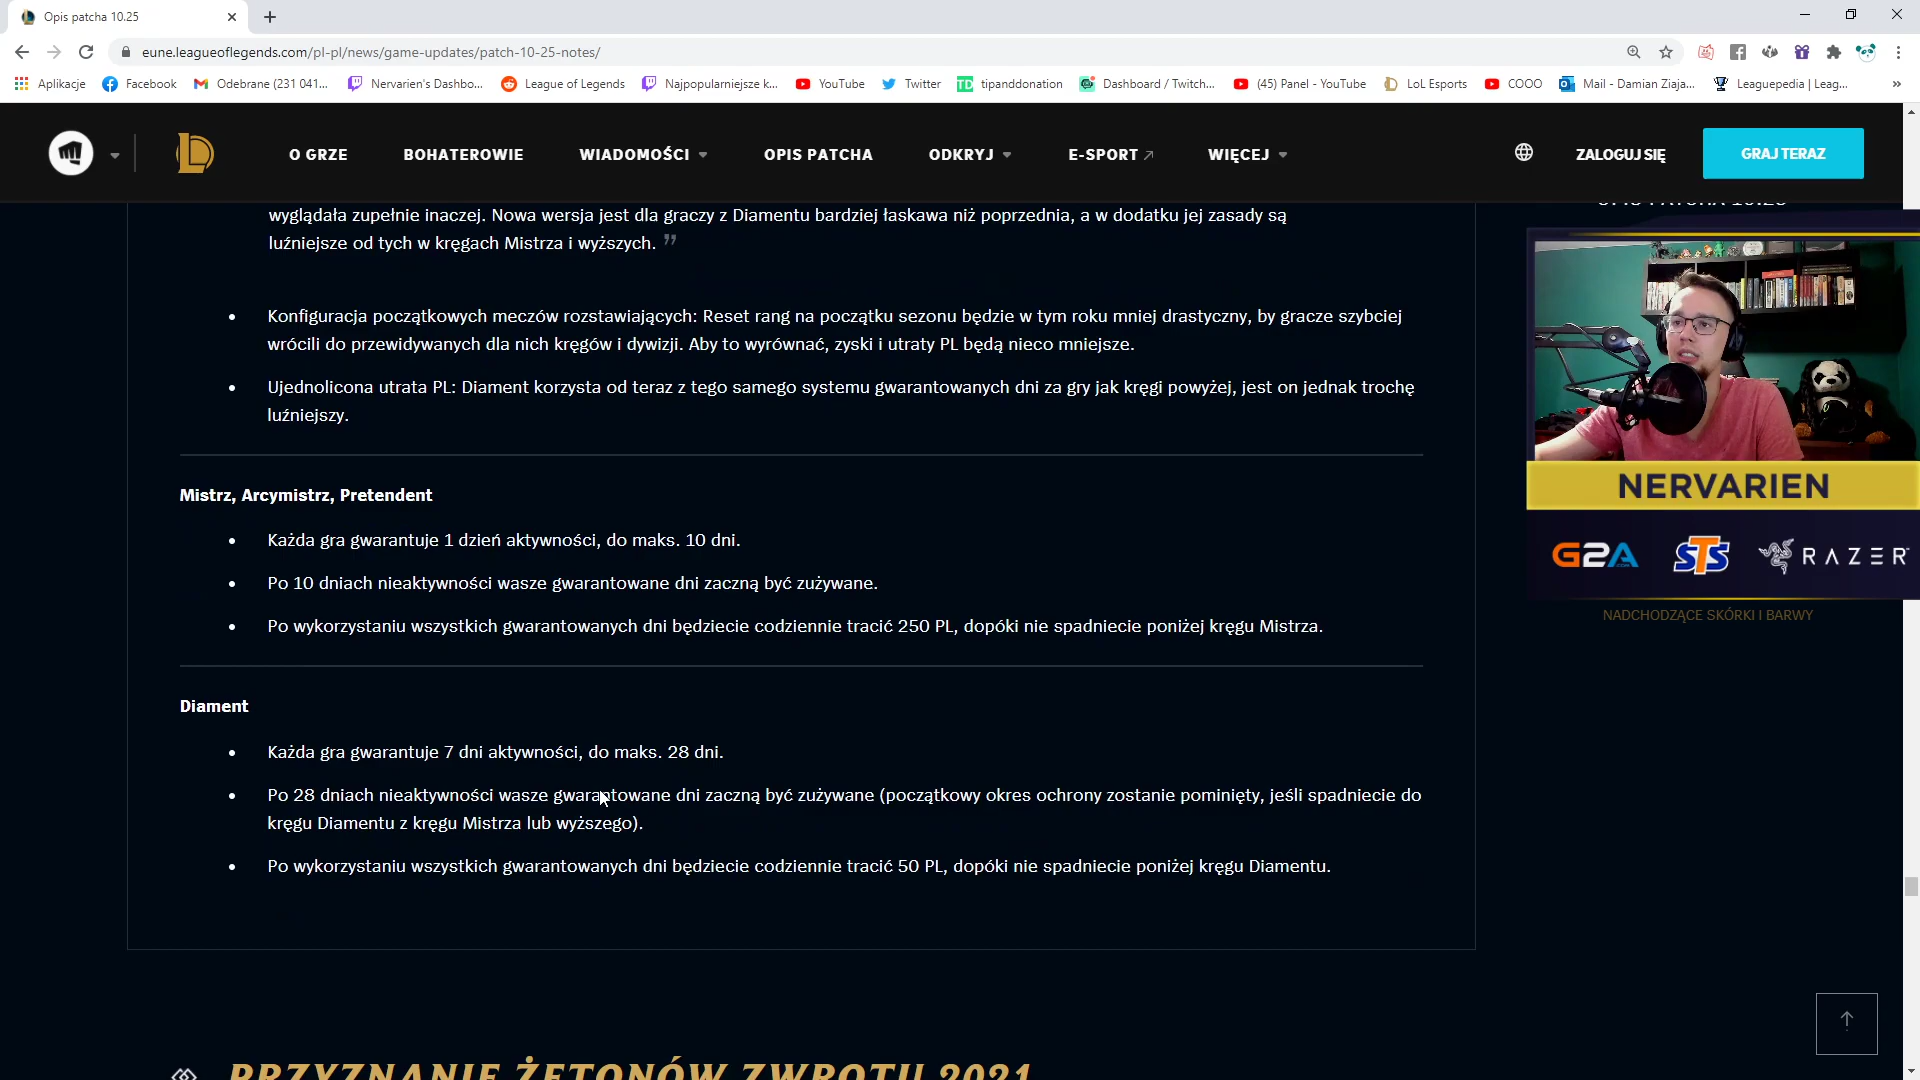 Opis patcha 10.25
eune.leagueoflegends.com/pl-pl/news/game-updates/patch-10-25-notes/
Aplikacje Facebook Odebrane (231 041... Nervarien's Dashbo... League of Legends Najpopularniejsze k... YouTube Twitter tipanddonation Dashboard / Twitch... (45) Panel - YouTube LoL Esports COOO Mail - Damian Ziaja... Leaguepedia | Leag... »
O GRZE BOHATEROWIE WIADOMOŚCI OPIS PATCHA ODKRYJ E-SPORT WIĘCEJ ZALOGUJ SIĘ GRAJ TERAZ
wyglądała zupełnie inaczej. Nowa wersja jest dla graczy z Diamentu bardziej łaskawa niż poprzednia, a w dodatku jej zasady są
luźniejsze od tych w kręgach Mistrza i wyższych. ”
• Konfiguracja początkowych meczów rozstawiających: Reset rang na początku sezonu będzie w tym roku mniej drastyczny, by gracze szybciej
wrócili do przewidywanych dla nich kręgów i dywizji. Aby to wyrównać, zyski i utraty PL będą nieco mniejsze.
• Ujednolicona utrata PL: Diament korzysta od teraz z tego samego systemu gwarantowanych dni za gry jak kręgi powyżej, jest on jednak trochę
luźniejszy.
Mistrz, Arcymistrz, Pretendent
• Każda gra gwarantuje 1 dzień aktywności, do maks. 10 dni.
• Po 10 dniach nieaktywności wasze gwarantowane dni zaczną być zużywane.
• Po wykorzystaniu wszystkich gwarantowanych dni będziecie codziennie tracić 250 PL, dopóki nie spadniecie poniżej kręgu Mistrza.
Diament
• Każda gra gwarantuje 7 dni aktywności, do maks. 28 dni.
• Po 28 dniach nieaktywności wasze gwarantowane dni zaczną być zużywane (początkowy okres ochrony zostanie pominięty, jeśli spadniecie do
kręgu Diamentu z kręgu Mistrza lub wyższego).
• Po wykorzystaniu wszystkich gwarantowanych dni będziecie codziennie tracić 50 PL, dopóki nie spadniecie poniżej kręgu Diamentu.
PRZYZNANIE ŻETONÓW ZWROTU 2021
NERVARIEN
G2A.COM STS RAZER
NADCHODZĄCE SKÓRKI I BARWY